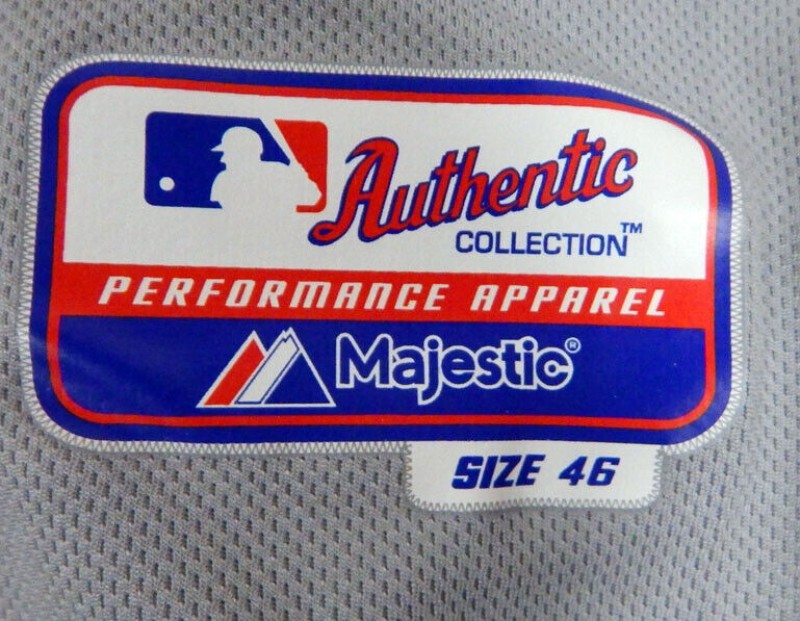 Authentic
COLLECTION™
PERFORMANCE APPAREL
Majestic®
SIZE 46